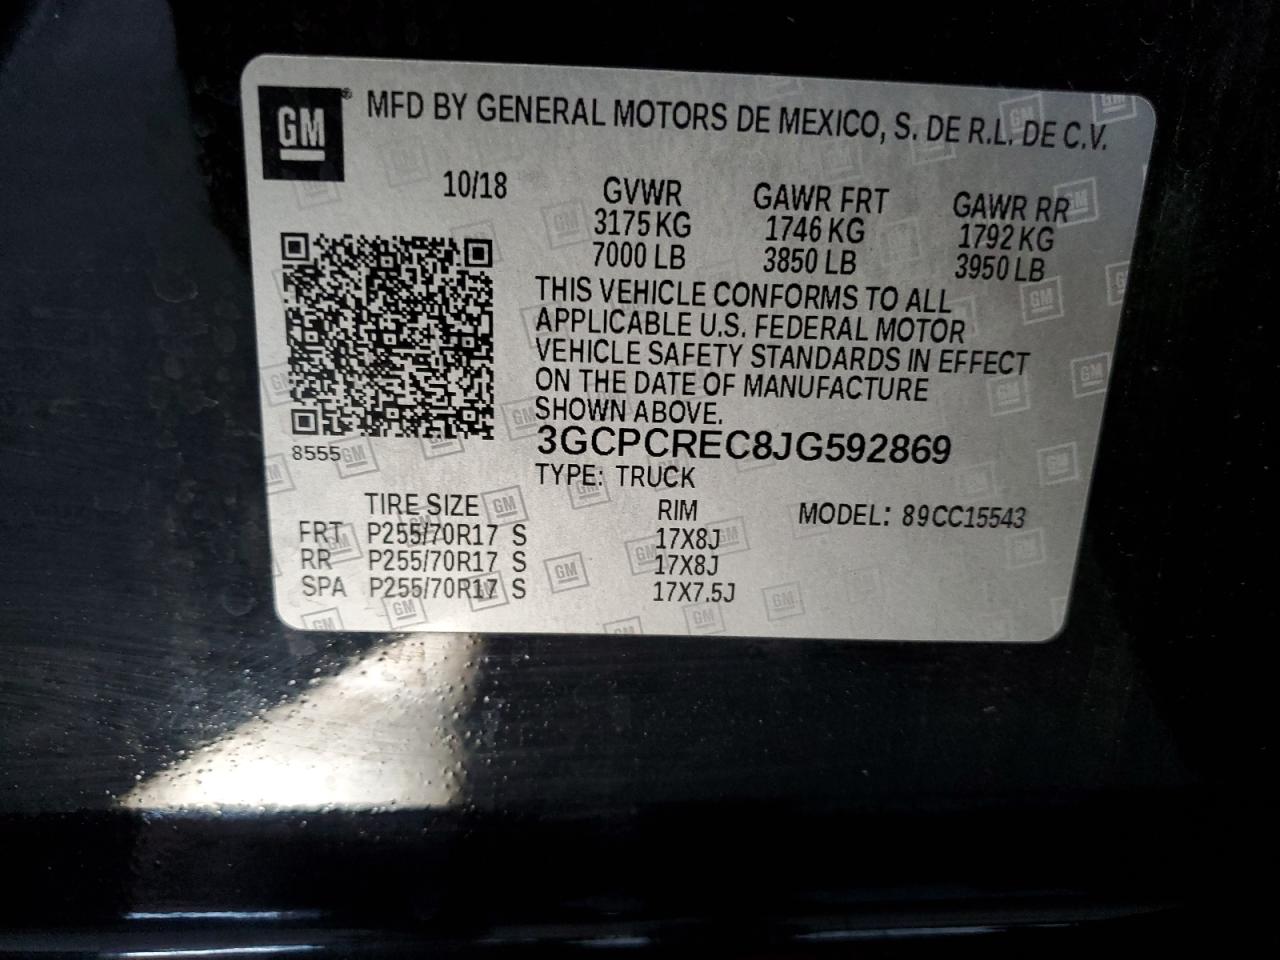 GM® MFD BY GENERAL MOTORS DE MEXICO, S. DE R.L. DE C.V.
10/18 GVWR GAWR FRT GAWR RR
3175 KG 1746 KG 1792 KG
7000 LB 3850 LB 3950 LB
THIS VEHICLE CONFORMS TO ALL
APPLICABLE U.S. FEDERAL MOTOR
VEHICLE SAFETY STANDARDS IN EFFECT
ON THE DATE OF MANUFACTURE
SHOWN ABOVE.
3GCPCREC8JG592869
8555
TYPE: TRUCK
TIRE SIZE RIM MODEL: 89CC15543
FRT P255/70R17 S 17X8J
RR P255/70R17 S 17X8J
SPA P255/70R17 S 17X7.5J